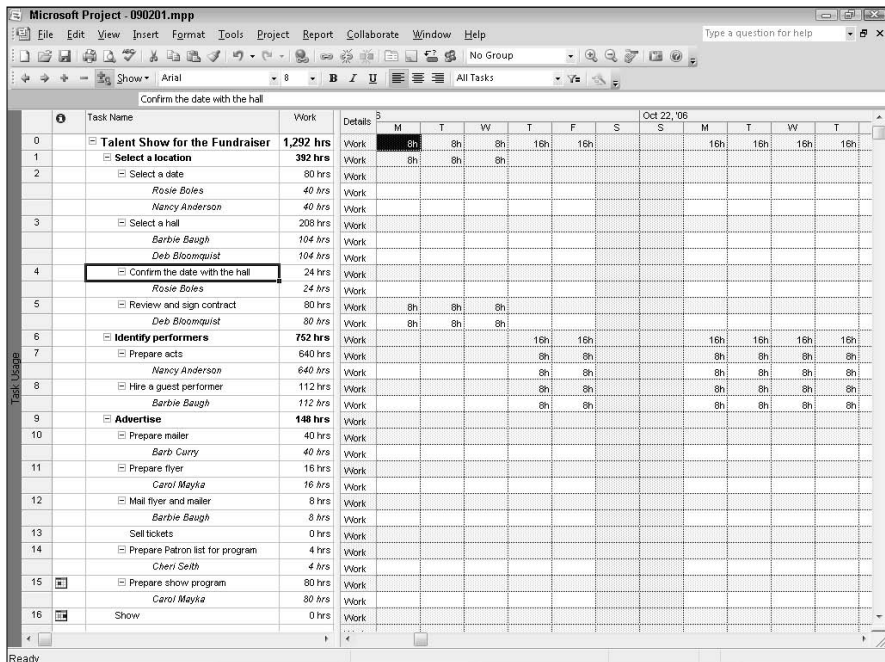 Microsoft Project - 090201.mpp
File Edit View Insert Format Tools Project Report Collaborate Window Help Type a question for help
No Group
Show Arial 8 B I U All Tasks
Confirm the date with the hall
Task Name Work Details 6 Oct 22, '06
M T W T F S S M T W T
0 Talent Show for the Fundraiser 1,292 hrs Work 8h 8h 8h 16h 16h 16h 16h 16h 16h
1 Select a location 392 hrs Work 8h 8h 8h
2 Select a date 80 hrs Work
Rosie Boles 40 hrs Work
Nancy Anderson 40 hrs Work
3 Select a hall 208 hrs Work
Barbie Baugh 104 hrs Work
Deb Bloomquist 104 hrs Work
4 Confirm the date with the hall 24 hrs Work
Rosie Boles 24 hrs Work
5 Review and sign contract 80 hrs Work 8h 8h 8h
Deb Bloomquist 80 hrs Work 8h 8h 8h
6 Identify performers 752 hrs Work 16h 16h 16h 16h 16h 16h
7 Prepare acts 640 hrs Work 8h 8h 8h 8h 8h 8h
Nancy Anderson 640 hrs Work 8h 8h 8h 8h 8h 8h
8 Hire a guest performer 112 hrs Work 8h 8h 8h 8h 8h 8h
Barbie Baugh 112 hrs Work 8h 8h 8h 8h 8h 8h
9 Advertise 148 hrs Work
10 Prepare mailer 40 hrs Work
Barb Curry 40 hrs Work
11 Prepare flyer 16 hrs Work
Carol Mayka 16 hrs Work
12 Mail flyer and mailer 8 hrs Work
Barbie Baugh 8 hrs Work
13 Sell tickets 0 hrs Work
14 Prepare Patron list for program 4 hrs Work
Cheri Seith 4 hrs Work
15 Prepare show program 80 hrs Work
Carol Mayka 80 hrs Work
16 Show 0 hrs Work
Task Usage
Ready